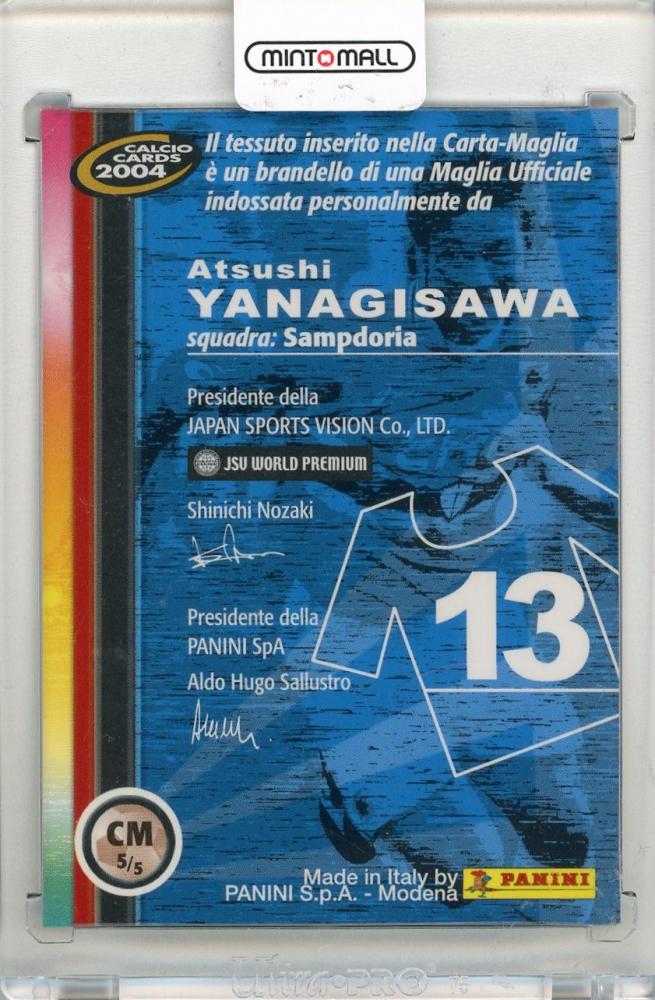 MINTOMALL
CALCIO
CARDS
2004
Il tessuto inserito nella Carta-Maglia
è un brandello di una Maglia Ufficiale
indossata personalmente da
Atsushi
YANAGISAWA
squadra: Sampdoria
Presidente della
JAPAN SPORTS VISION Co., LTD.
JSV WORLD PREMIUM
Shinichi Nozaki
13
Presidente della
PANINI SpA
Aldo Hugo Sallustro
CM
5/5
Made in Italy by
PANINI S.p.A. - Modena
PANINI
Ultra•PRO